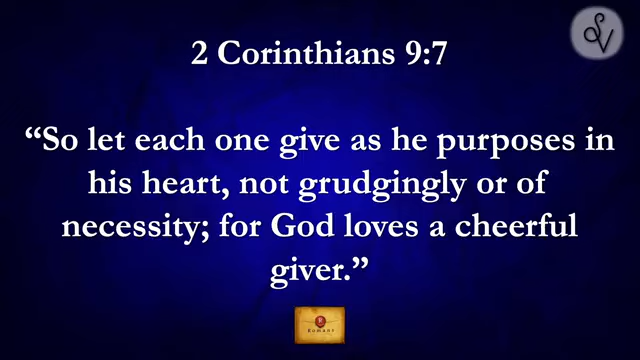 2 Corinthians 9:7
“So let each one give as he purposes in
his heart, not grudgingly or of
necessity; for God loves a cheerful
giver.”
Romans